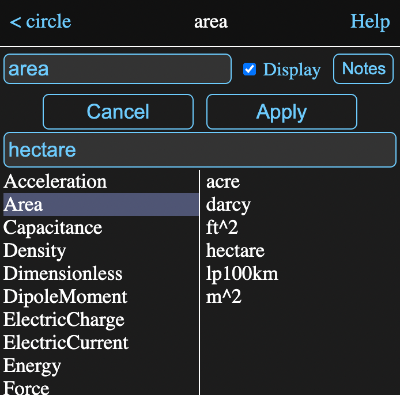 < circle area Help
area Display Notes
Cancel Apply
hectare
Acceleration acre
Area darcy
Capacitance ft^2
Density hectare
Dimensionless lp100km
DipoleMoment m^2
ElectricCharge
ElectricCurrent
Energy
Force